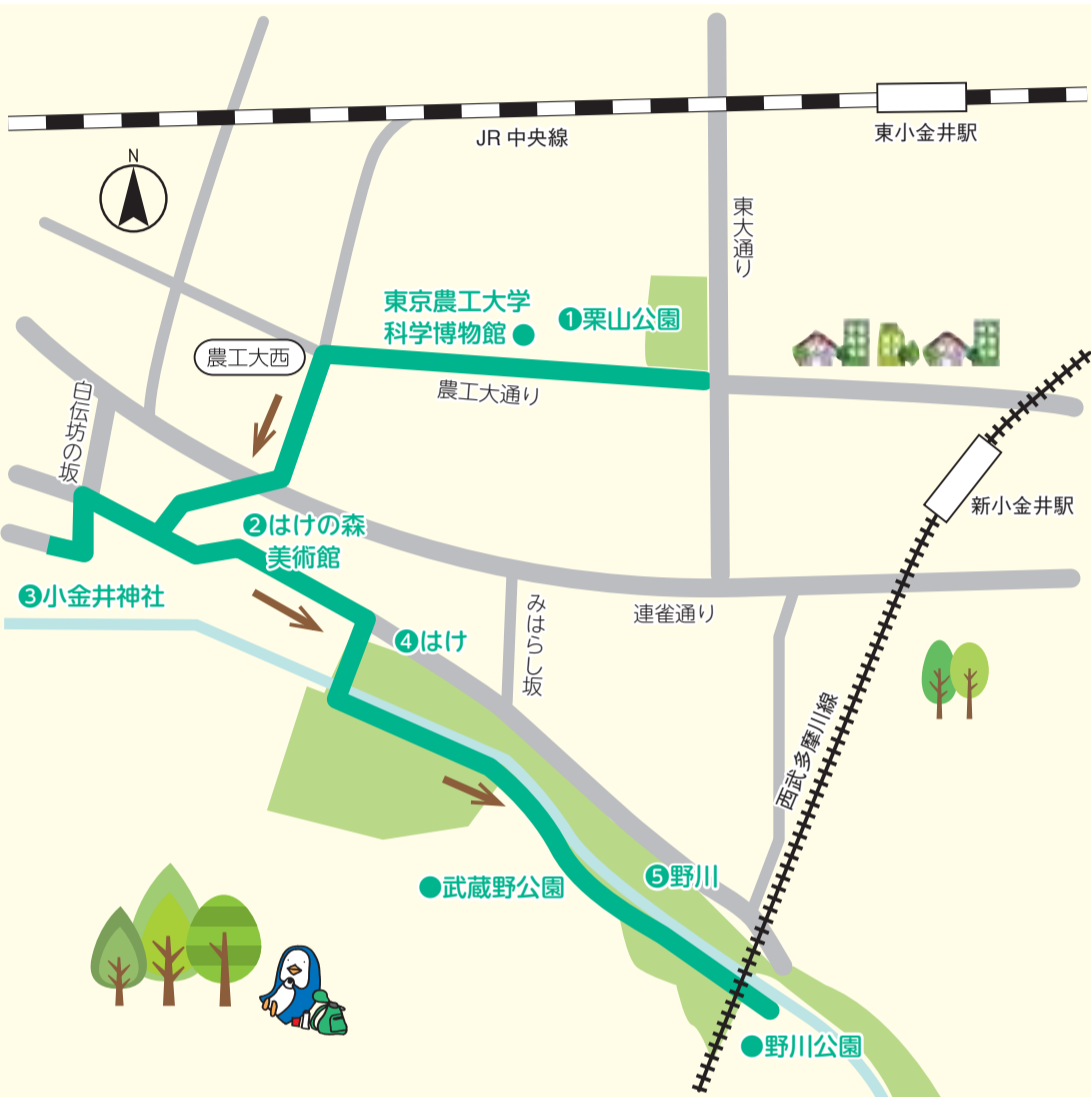 N
JR 中央線
東小金井駅
東大通り
東京農工大学
科学博物館
❶栗山公園
農工大西
農工大通り
白伝坊の坂
新小金井駅
❷はけの森
美術館
❸小金井神社
みはらし坂
連雀通り
❹はけ
西武多摩川線
❺野川
武蔵野公園
野川公園